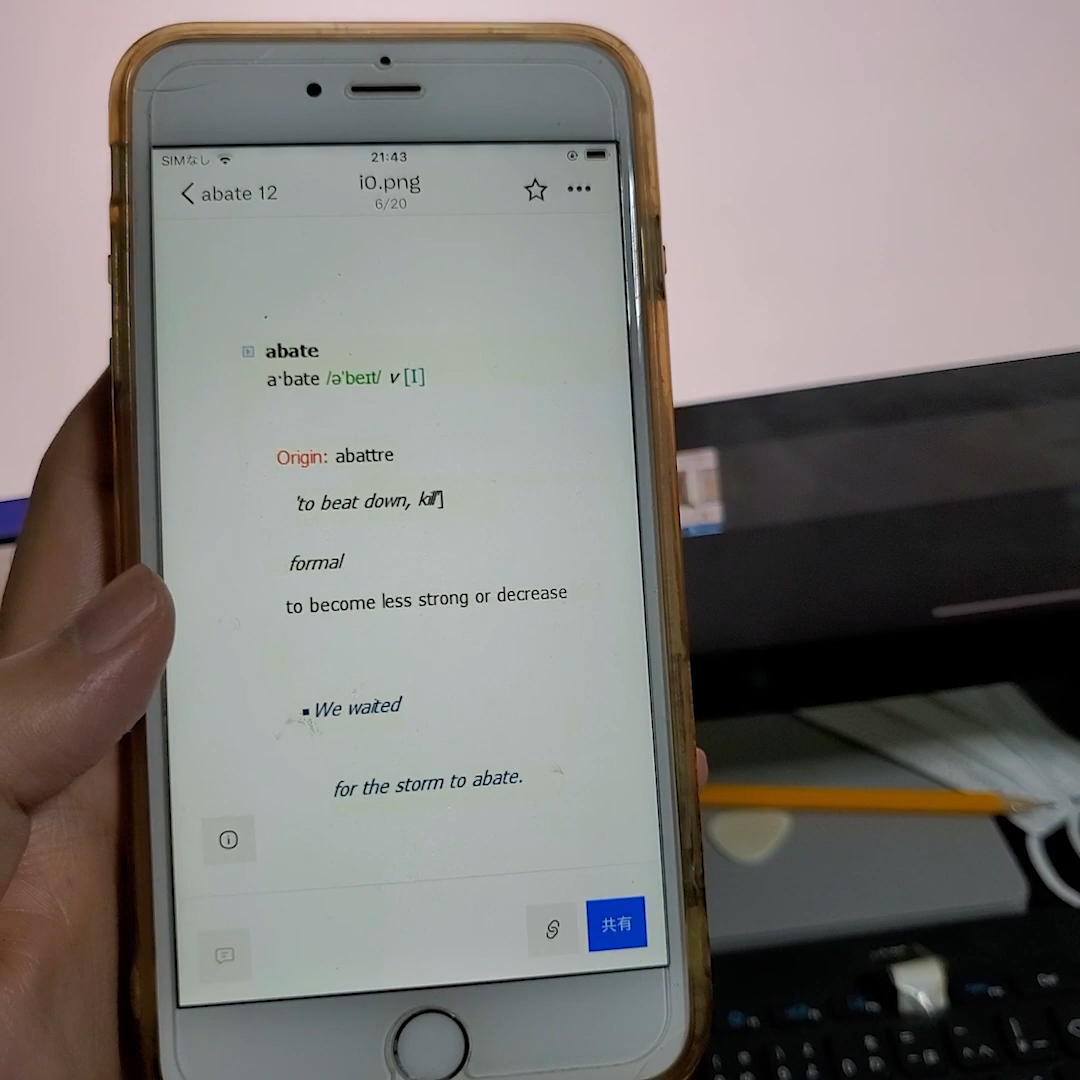 SIMなし
21:43
abate 12
i0.png
6/20
abate
a·bate /əˈbeɪt/ v [I]
Origin: abattre
'to beat down, kill']
formal
to become less strong or decrease
▪ We waited
for the storm to abate.
共有